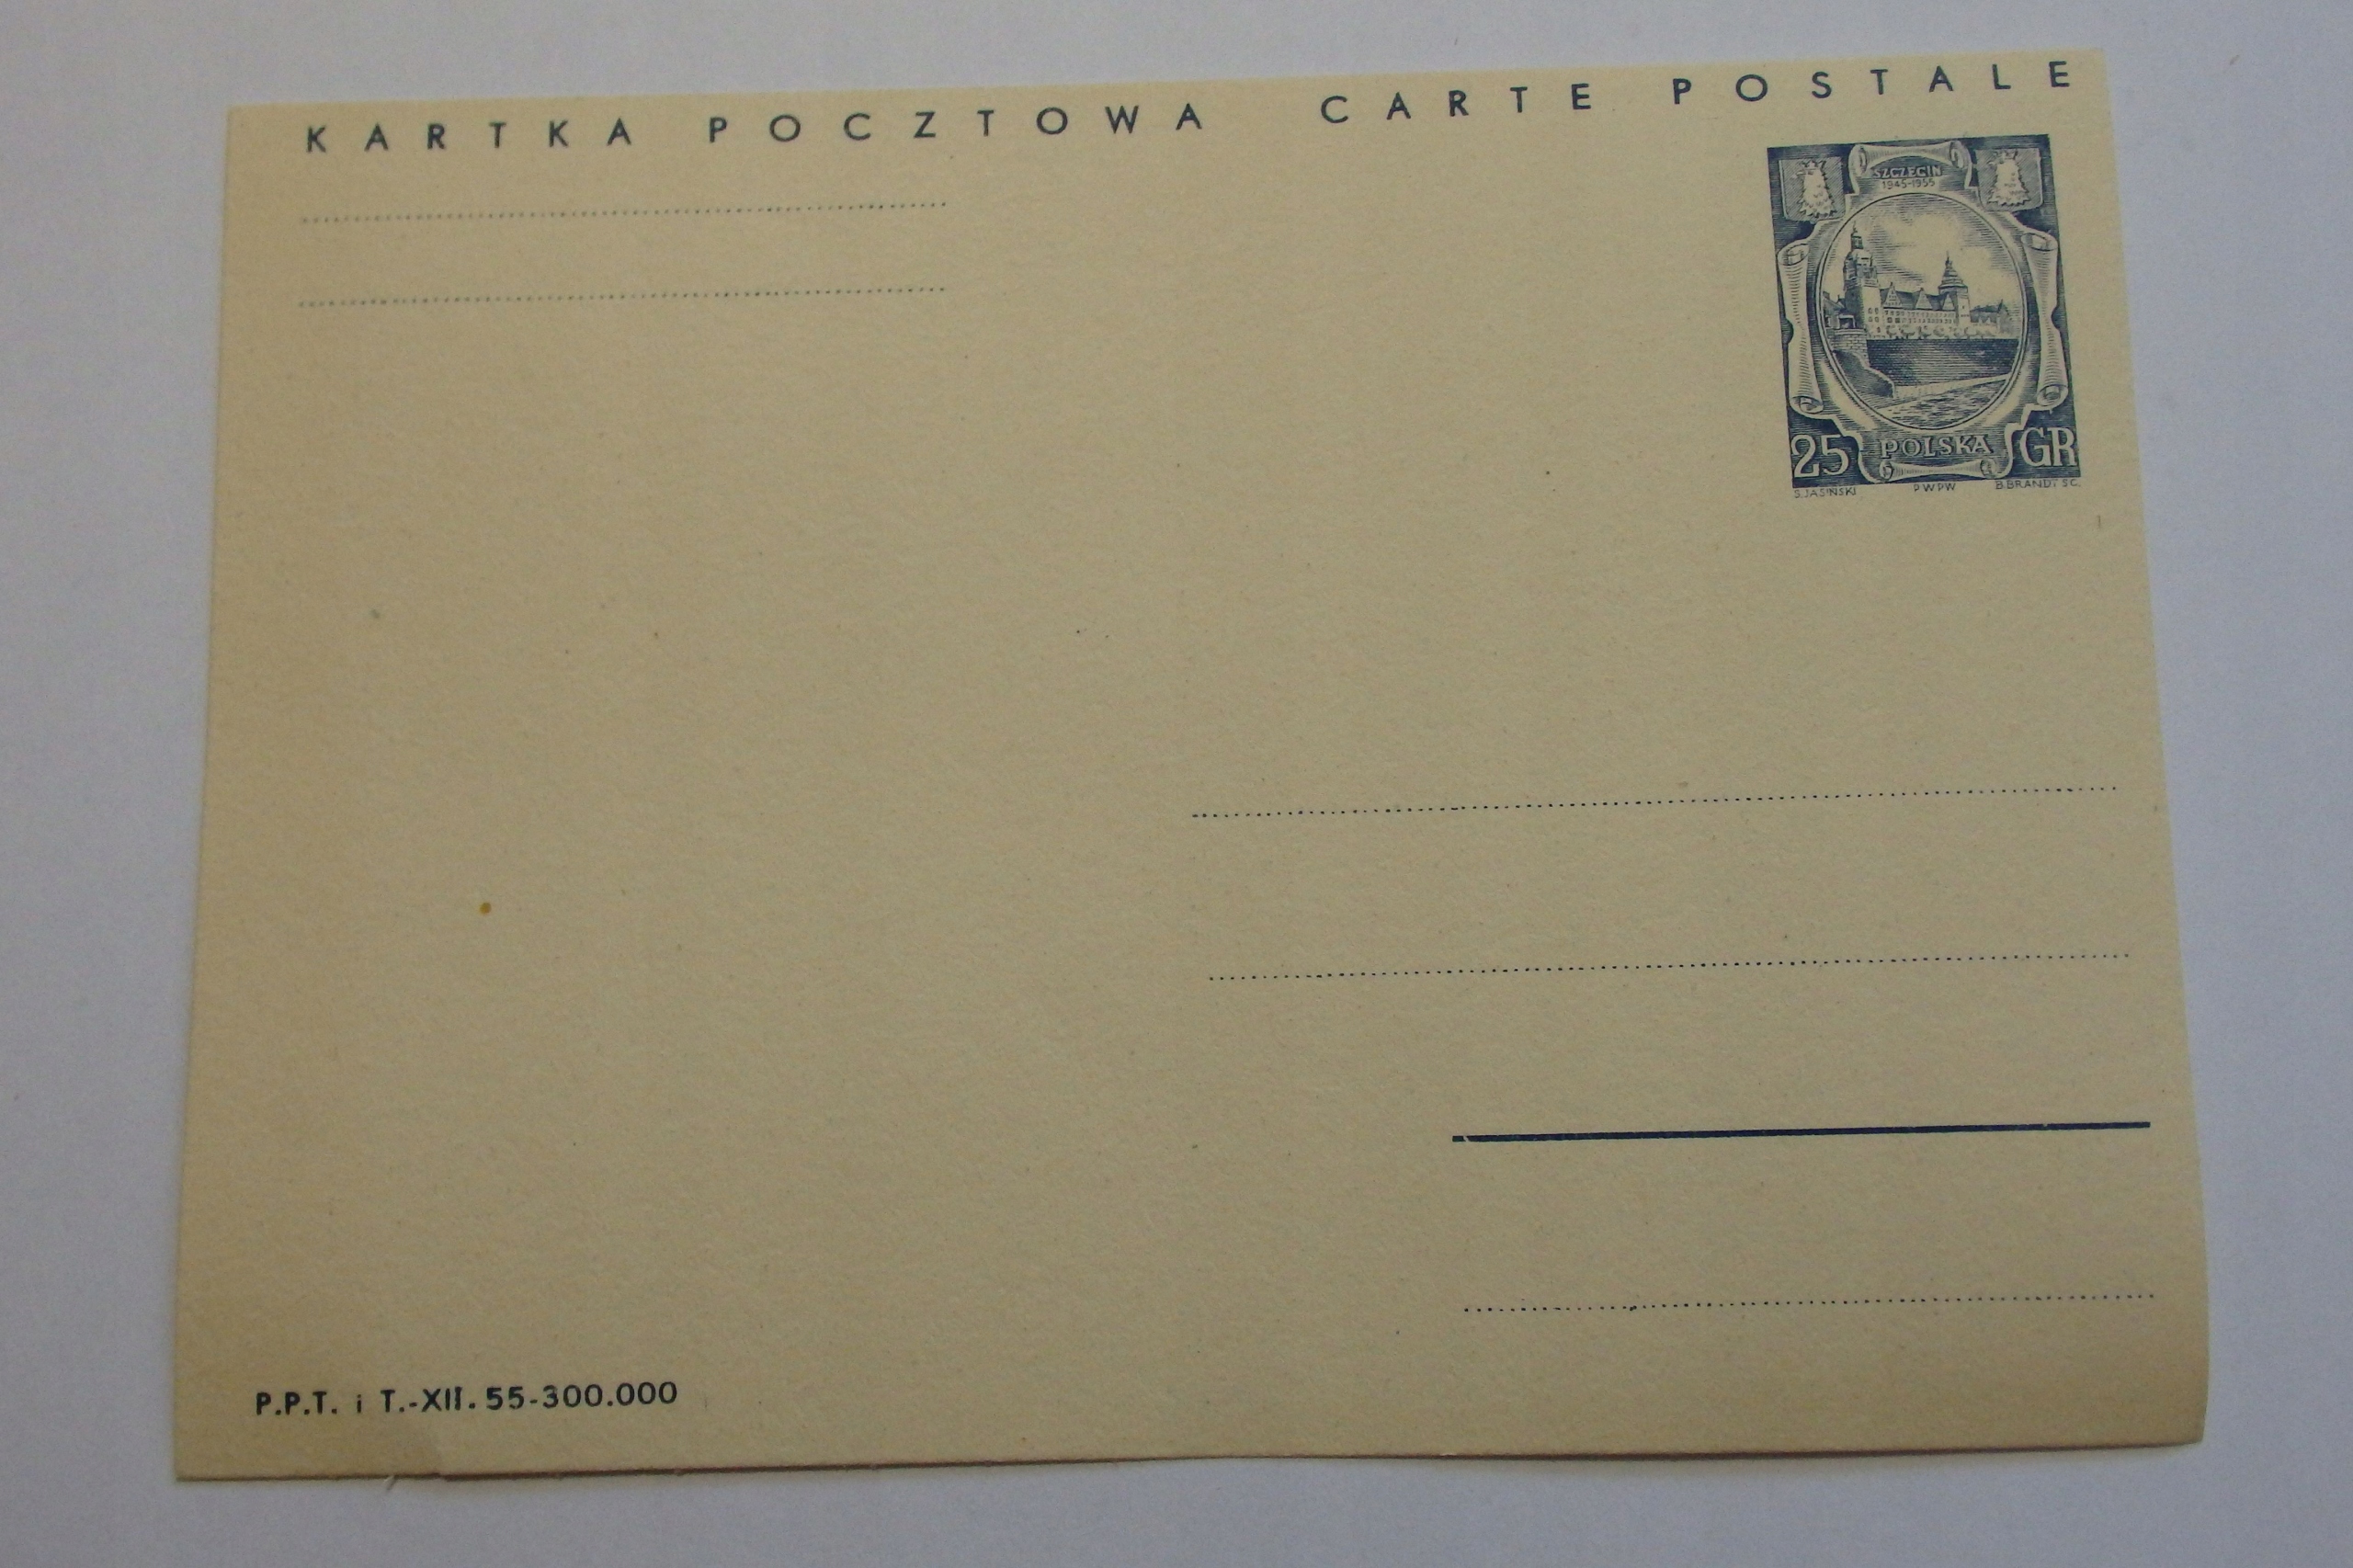 KARTKA POCZTOWA CARTE POSTALE
SZCZECIN
1945-1955
25 POLSKA GR
S.JASIŃSKI PWPW B.BRANDT SC.
P.P.T. i T.-XII. 55-300.000